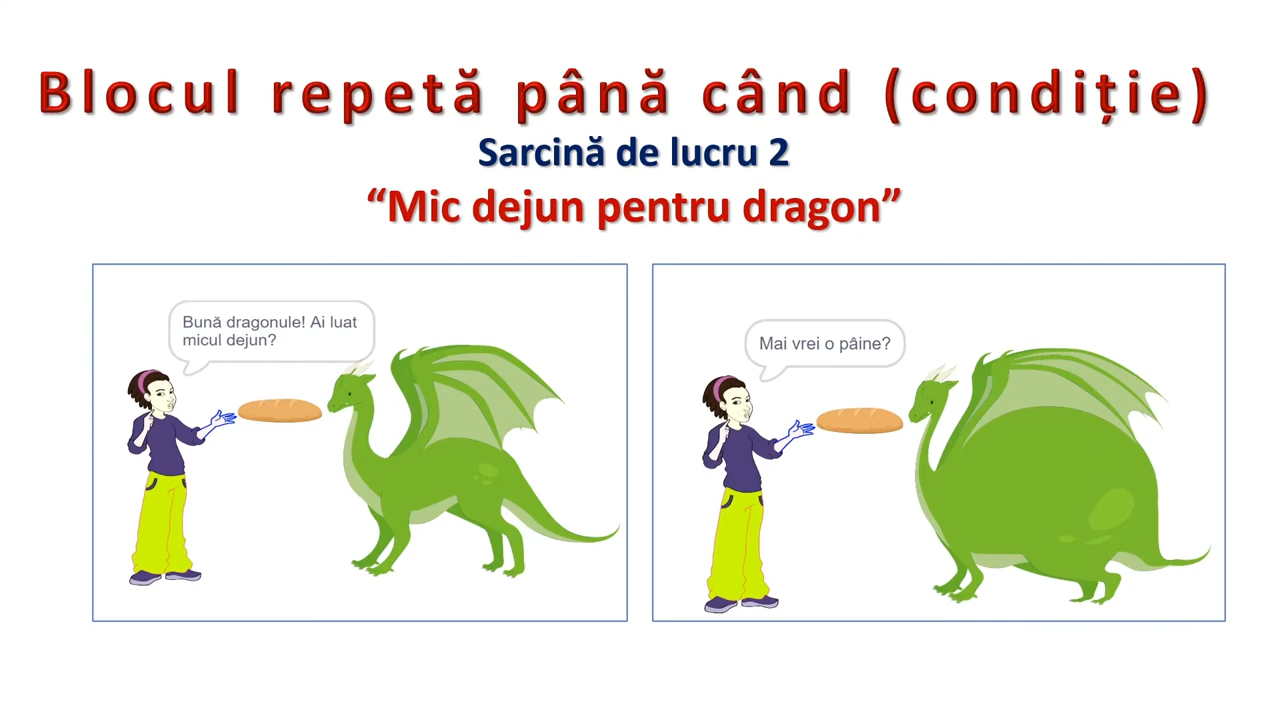 Blocul repetă până când (condiție)
Sarcină de lucru 2
“Mic dejun pentru dragon”
Bună dragonule! Ai luat
micul dejun?
Mai vrei o pâine?